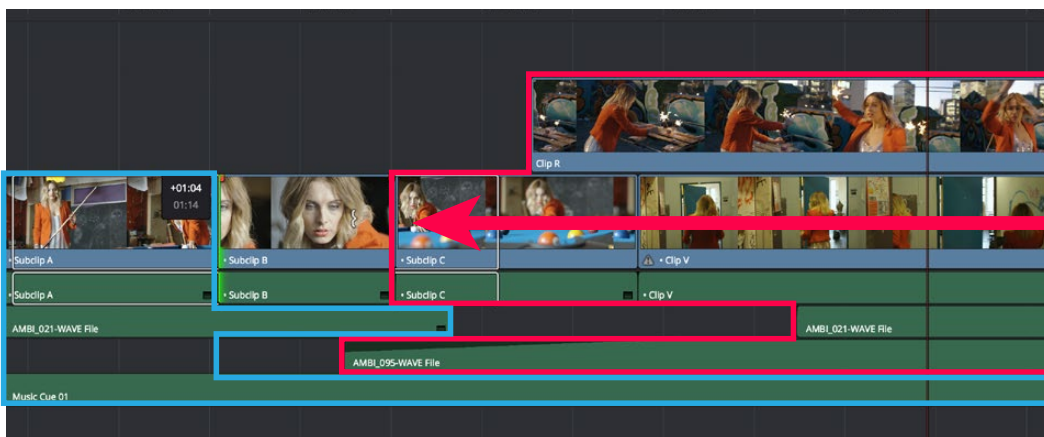 Clip R
+01:04
01:14
• Subclip A
• Subclip B
• Subclip C
• Clip V
• Subclip A
• Subclip B
• Subclip C
• Clip V
AMBI_021-WAVE File
AMBI_021-WAVE File
AMBI_095-WAVE File
Music Cue 01